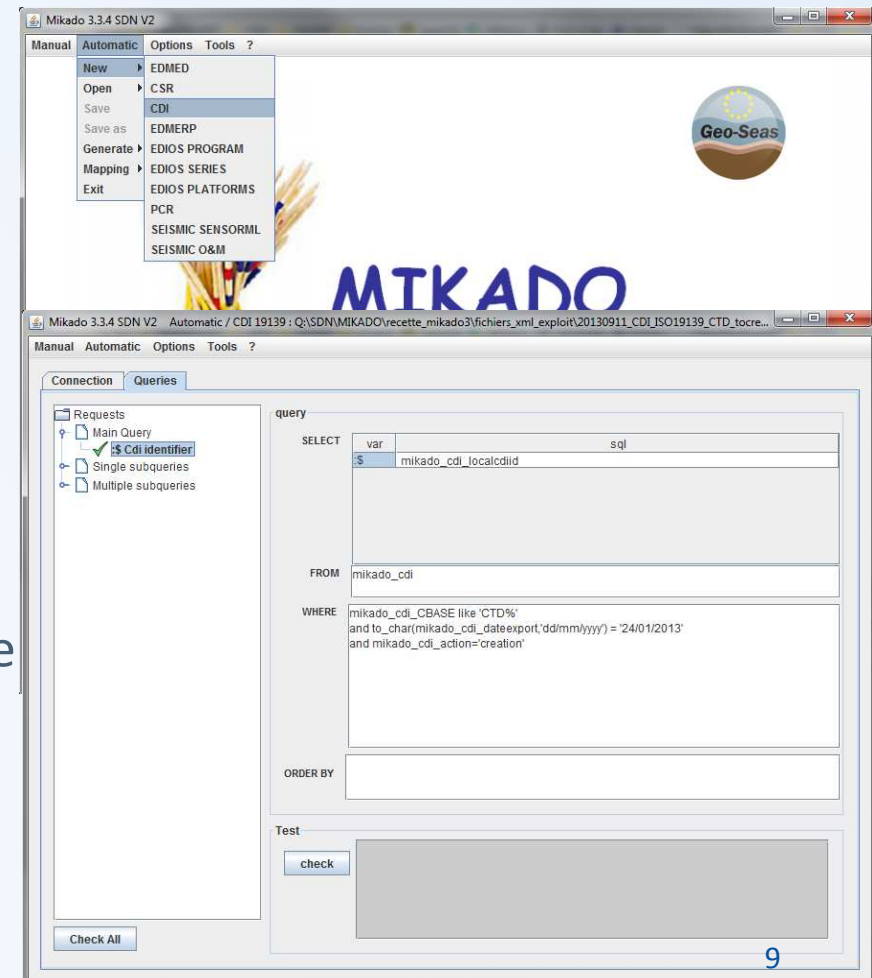 Mikado 3.3.4 SDN V2
Manual Automatic Options Tools ?
New EDMED
Open CSR
Save CDI
Save as EDMERP
Generate EDIOS PROGRAM
Mapping EDIOS SERIES
Exit EDIOS PLATFORMS
PCR
SEISMIC SENSORML
SEISMIC O&M
Geo-Seas
MIKADO
Mikado 3.3.4 SDN V2 Automatic / CDI 19139 : Q:\SDN\MIKADO\recette_mikado3\fichiers_xml_exploit\20130911_CDI_ISO19139_CTD_tocre...
Manual Automatic Options Tools ?
Connection Queries
Requests
Main Query
:$ Cdi identifier
Single subqueries
Multiple subqueries
query
SELECT var sql
:$ mikado_cdi_localcdiid
FROM mikado_cdi
WHERE mikado_cdi_CBASE like 'CTD%'
and to_char(mikado_cdi_dateexport,'dd/mm/yyyy') = '24/01/2013'
and mikado_cdi_action='creation'
e
ORDER BY
Test
check
Check All
9